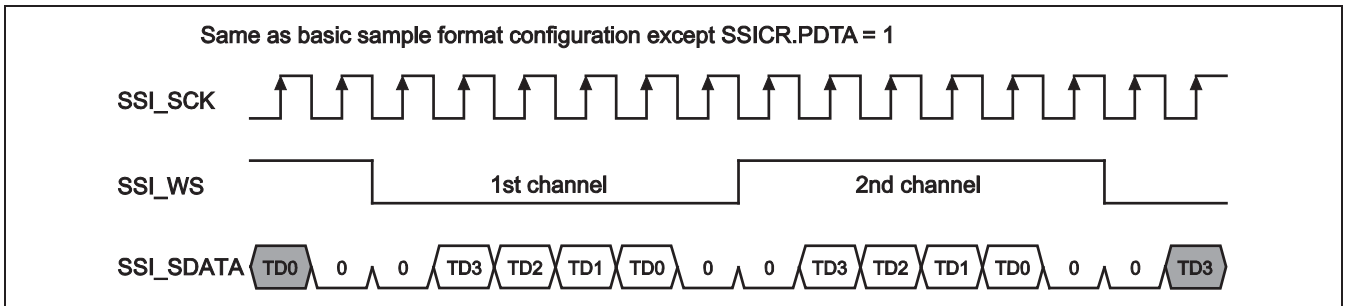 Same as basic sample format configuration except SSICR.PDTA = 1
SSI_SCK
SSI_WS 1st channel 2nd channel
SSI_SDATA TD0 0 0 TD3 TD2 TD1 TD0 0 0 TD3 TD2 TD1 TD0 0 0 TD3